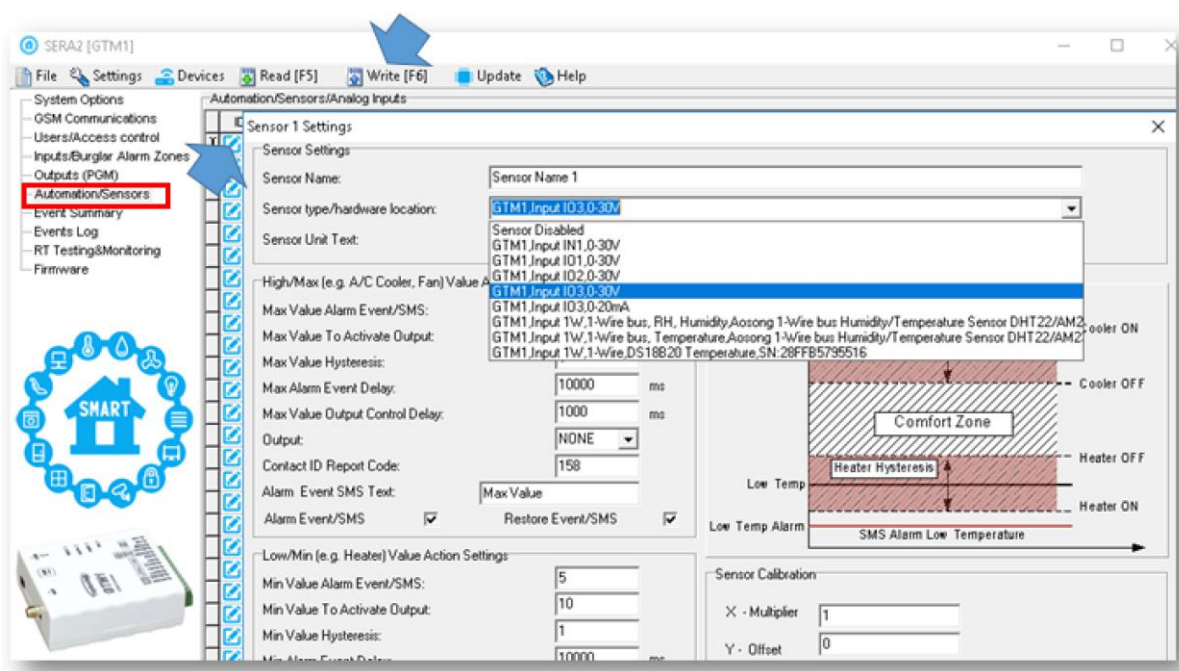 SERA2 [GTM1]
File Settings Devices Read [F5] Write [F6] Update Help
System Options
GSM Communications
Users/Access control
Inputs/Burglar Alarm Zones
Outputs (PGM)
Automation/Sensors
Event Summary
Events Log
RT Testing&Monitoring
Firmware
SMART
Automation/Sensors/Analog Inputs
Sensor 1 Settings
Sensor Settings
Sensor Name: Sensor Name 1
Sensor type/hardware location: GTM1,Input IO3,0-30V
Sensor Unit Text:
Sensor Disabled
GTM1,Input IN1,0-30V
GTM1,Input IO1,0-30V
GTM1,Input IO2,0-30V
GTM1,Input IO3,0-30V
GTM1,Input IO3,0-20mA
GTM1,Input 1W,1-Wire bus, RH, Humidity,Aosong 1-Wire bus Humidity/Temperature Sensor DHT22/AM2
GTM1,Input 1W,1-Wire bus, Temperature,Aosong 1-Wire bus Humidity/Temperature Sensor DHT22/AM2
GTM1,Input 1W,1-Wire,DS18B20 Temperature,SN:28FFB5795516
High/Max (e.g. A/C Cooler, Fan) Value A
Max Value Alarm Event/SMS:
Max Value To Activate Output:
Max Value Hysteresis:
Max Alarm Event Delay: 10000 ms
Max Value Output Control Delay: 1000 ms
Output: NONE
Contact ID Report Code: 158
Alarm Event SMS Text: Max Value
Alarm Event/SMS Restore Event/SMS
Low/Min (e.g. Heater) Value Action Settings
Min Value Alarm Event/SMS: 5
Min Value To Activate Output: 10
Min Value Hysteresis: 1
Min Alarm Event Delay: 10000 ms
ooler ON
Cooler OFF
Comfort Zone
Heater OFF
Heater Hysteresis
Low Temp
Heater ON
Low Temp Alarm
SMS Alarm Low Temperature
Sensor Calibration
X - Multiplier 1
Y - Offset 0